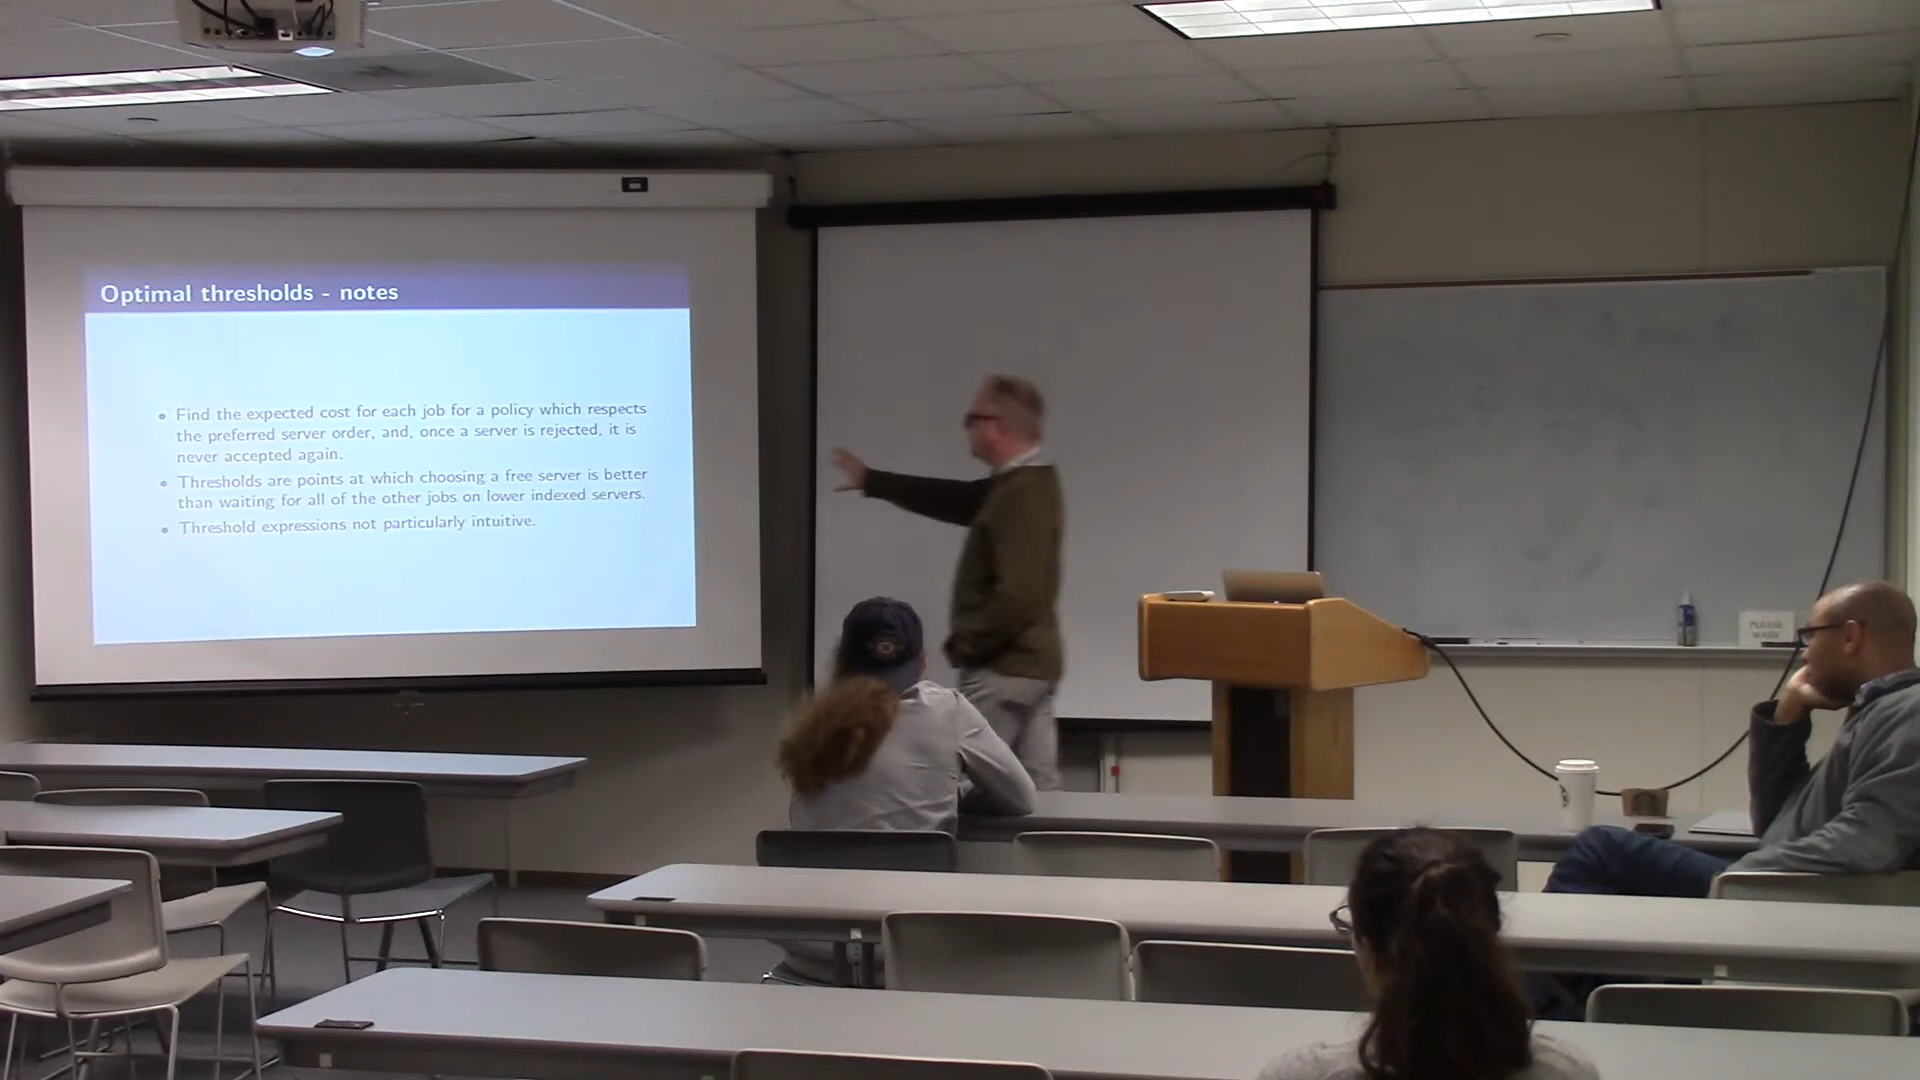 Optimal thresholds - notes
• Find the expected cost for each job for a policy which respects
the preferred server order, and, once a server is rejected, it is
never accepted again.
• Thresholds are points at which choosing a free server is better
than waiting for all of the other jobs on lower indexed servers.
• Threshold expressions not particularly intuitive.
PLEASE
WASH